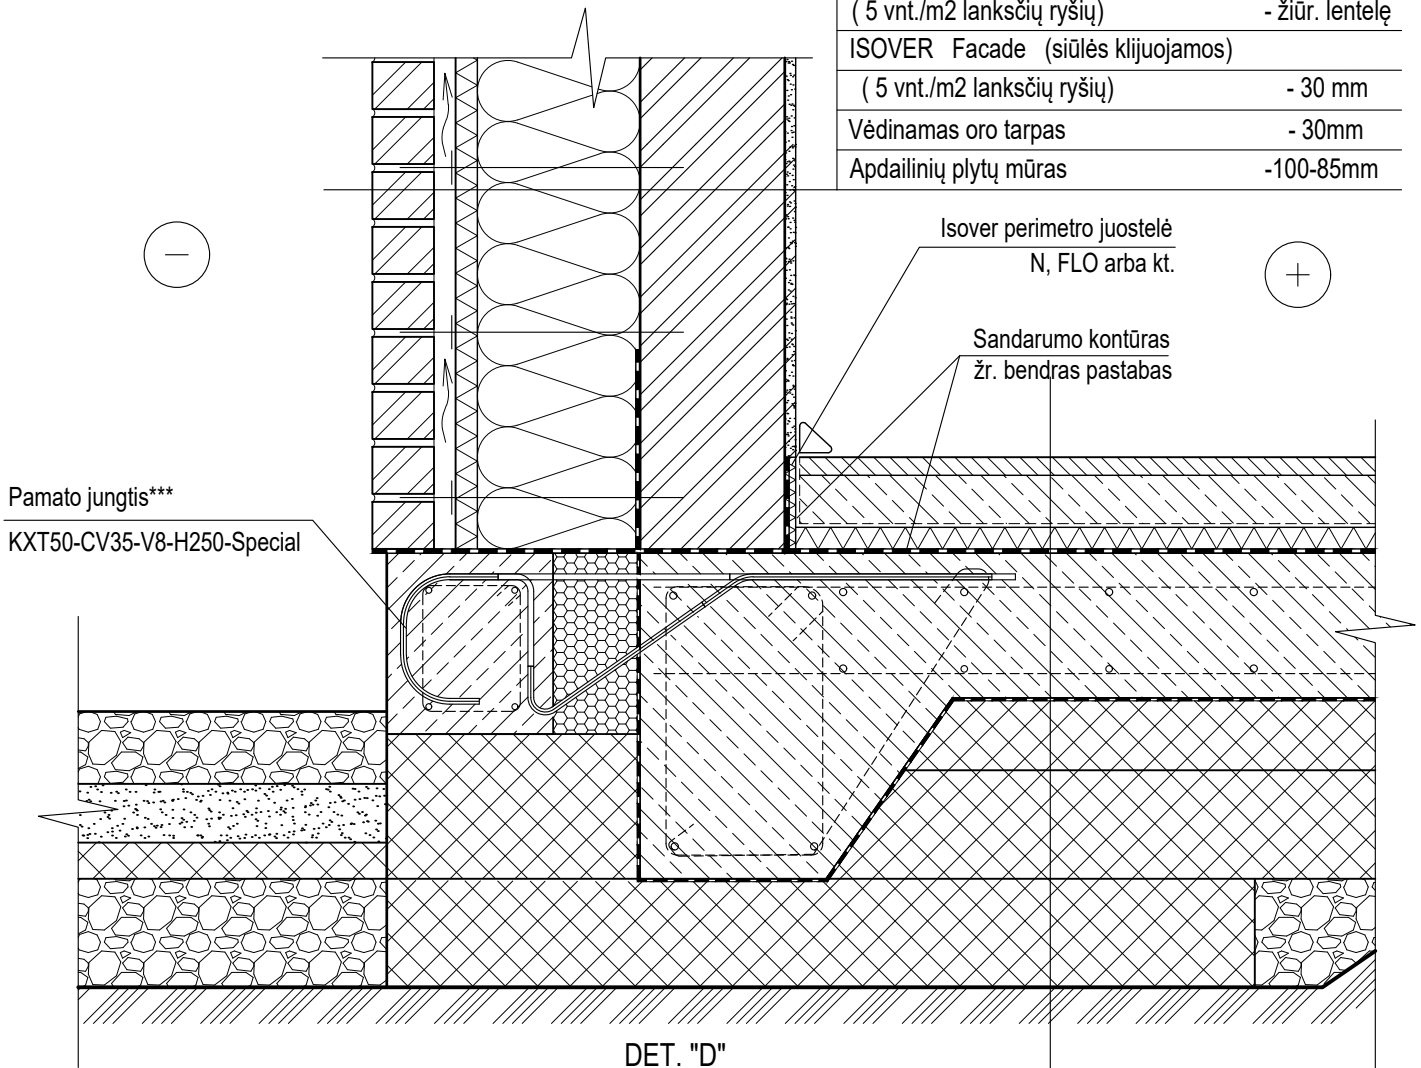 ( 5 vnt./m2 lanksčių ryšių) - žiūr. lentelę
ISOVER Facade (siūlės klijuojamos)
( 5 vnt./m2 lanksčių ryšių) - 30 mm
Vėdinamas oro tarpas - 30mm
Apdailinių plytų mūras -100-85mm
Isover perimetro juostelė
N, FLO arba kt.
Sandarumo kontūras
žr. bendras pastabas
Pamato jungtis***
KXT50-CV35-V8-H250-Special
DET. "D"